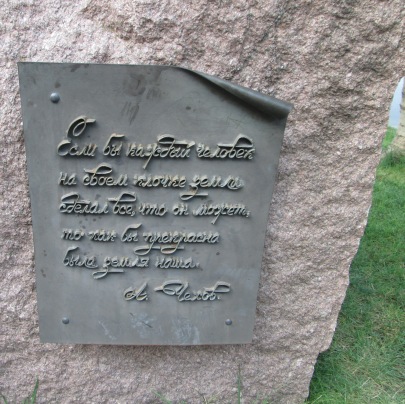 Если бы каждый человек
на своем клочке земли
сделал все, что он может,
то как бы прекрасна
была земля наша.
А. Чехов.